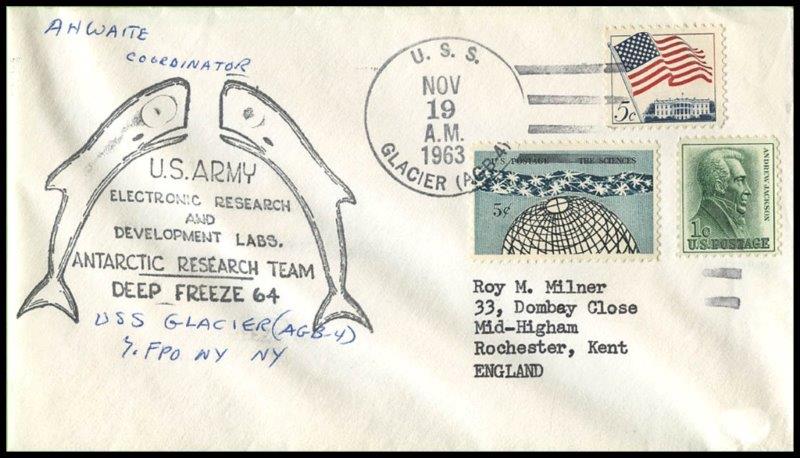 AHWAITE
COORDINATOR
U.S. ARMY
ELECTRONIC RESEARCH
AND
DEVELOPMENT LABS.
ANTARCTIC RESEARCH TEAM
DEEP FREEZE 64
USS GLACIER (AGB-4)
℅ FPO NY NY
U. S. S.
NOV
19
A.M.
1963
GLACIER (AGB-4)
5c
U.S. POSTAGE THE SCIENCES
5¢
ANDREW JACKSON
1c
U.S. POSTAGE
Roy M. Milner
33, Dombay Close
Mid-Higham
Rochester, Kent
ENGLAND